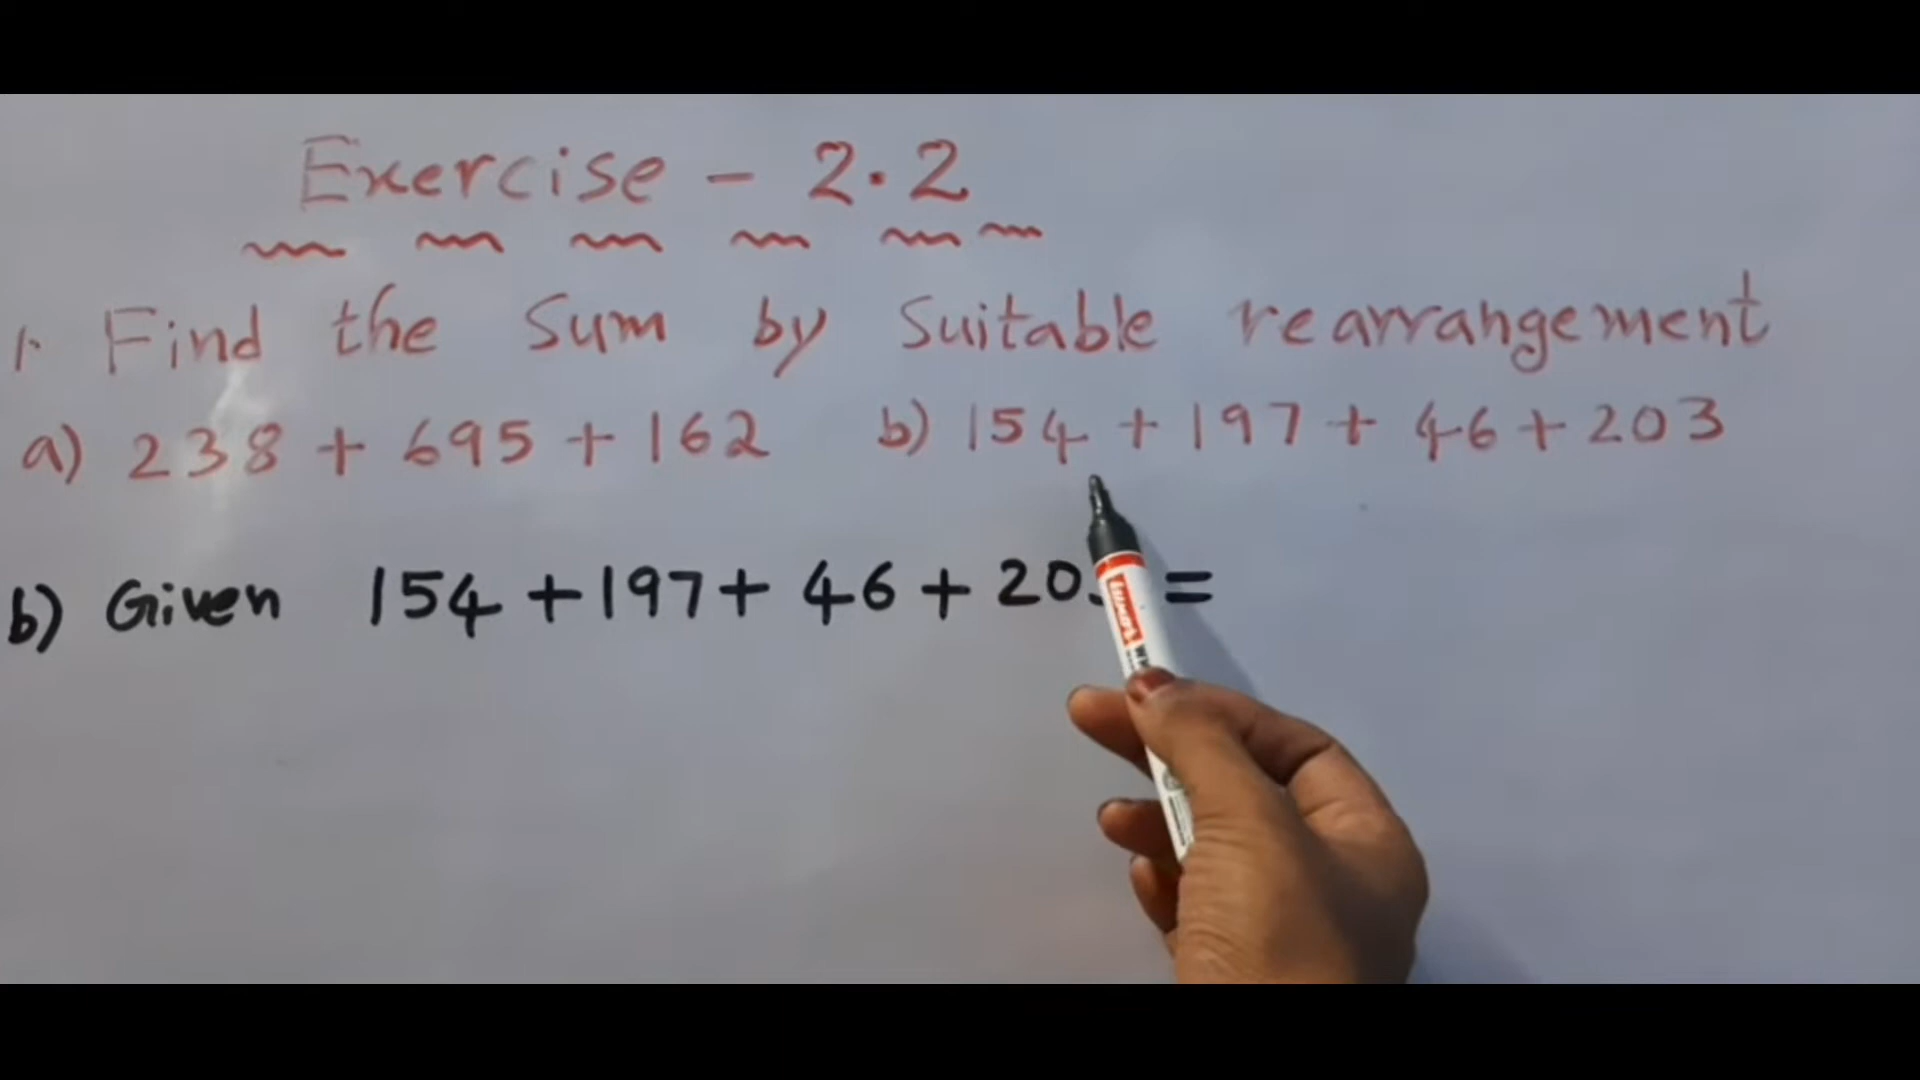 Exercise - 2.2
1. Find the Sum by Suitable rearrangement
a) 238 + 695 + 162 b) 154 + 197 + 46 + 203
b) Given 154 + 197 + 46 + 203 =